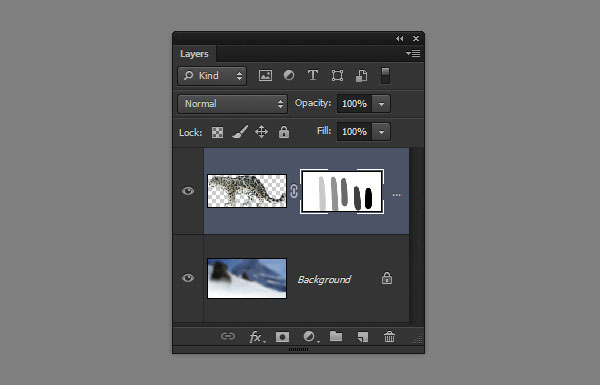 Layers
Kind T
Normal Opacity: 100%
Lock: Fill: 100%
...
Background
fx